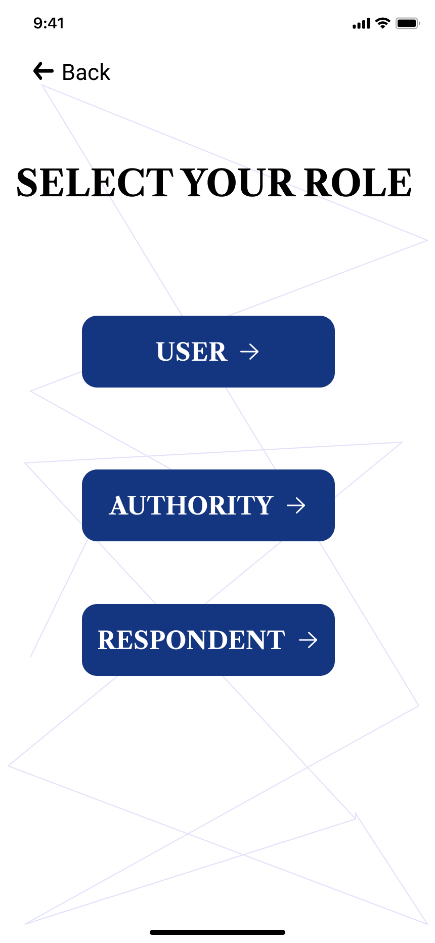 9:41
Back
SELECT YOUR ROLE
USER
AUTHORITY
RESPONDENT